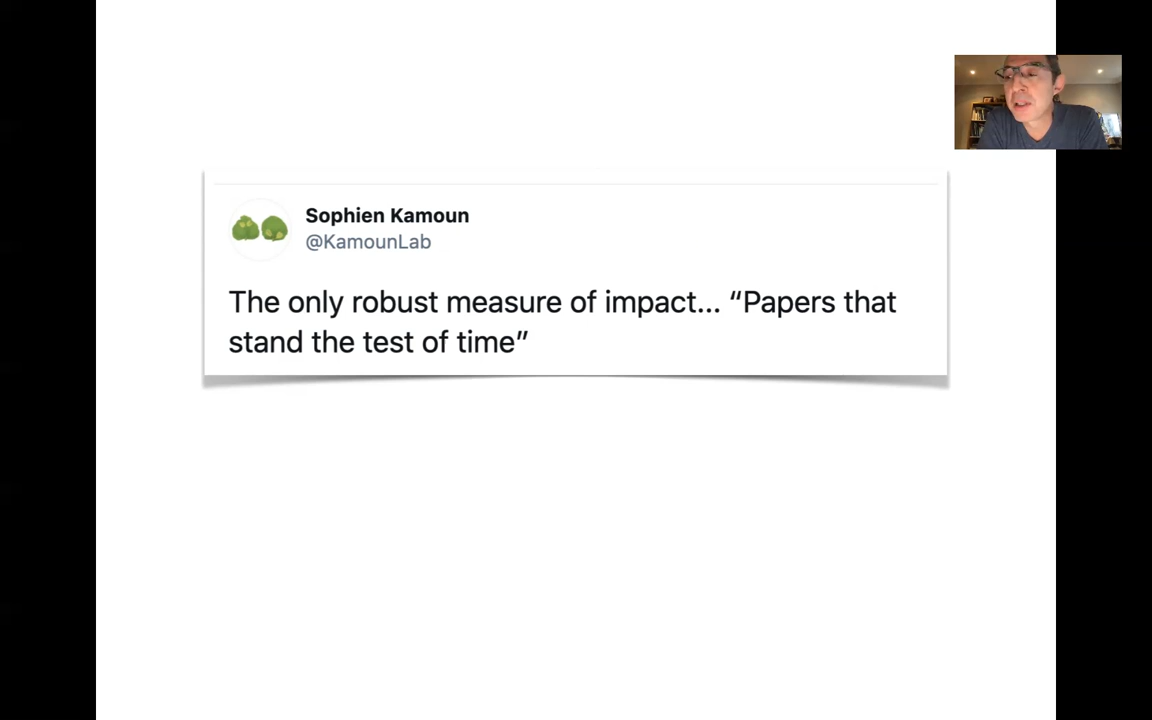 Sophien Kamoun
@KamounLab
The only robust measure of impact... “Papers that
stand the test of time”